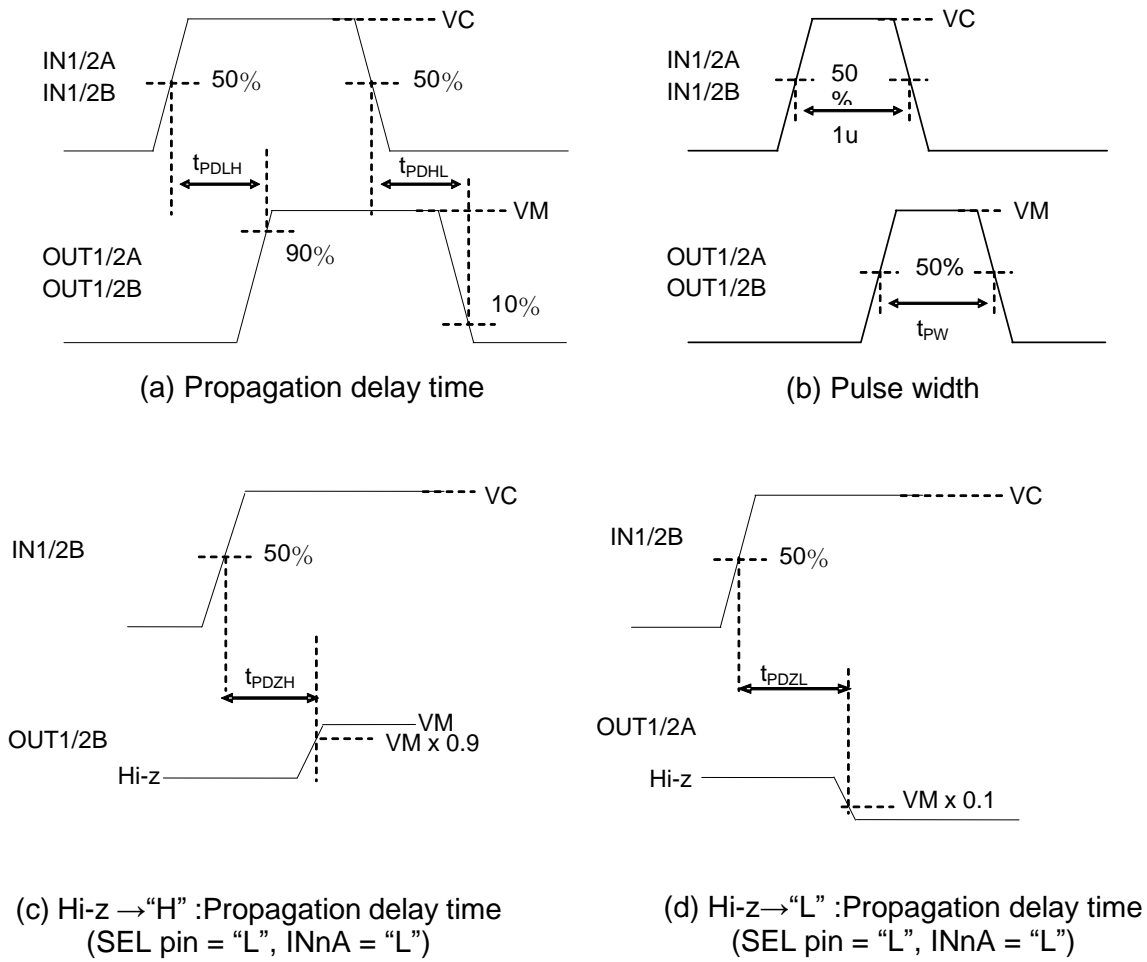 VC
IN1/2A
IN1/2B
50%
50%
tPDLH
tPDHL
VM
OUT1/2A
OUT1/2B
90%
10%
(a) Propagation delay time
VC
IN1/2A
IN1/2B
50
%
1u
VM
OUT1/2A
OUT1/2B
50%
tPW
(b) Pulse width
VC
IN1/2B
50%
tPDZH
OUT1/2B
VM
VM x 0.9
Hi-z
(c) Hi-z →“H” :Propagation delay time
(SEL pin = “L”, INnA = “L”)
VC
IN1/2B
50%
tPDZL
OUT1/2A
Hi-z
VM x 0.1
(d) Hi-z→“L” :Propagation delay time
(SEL pin = “L”, INnA = “L”)